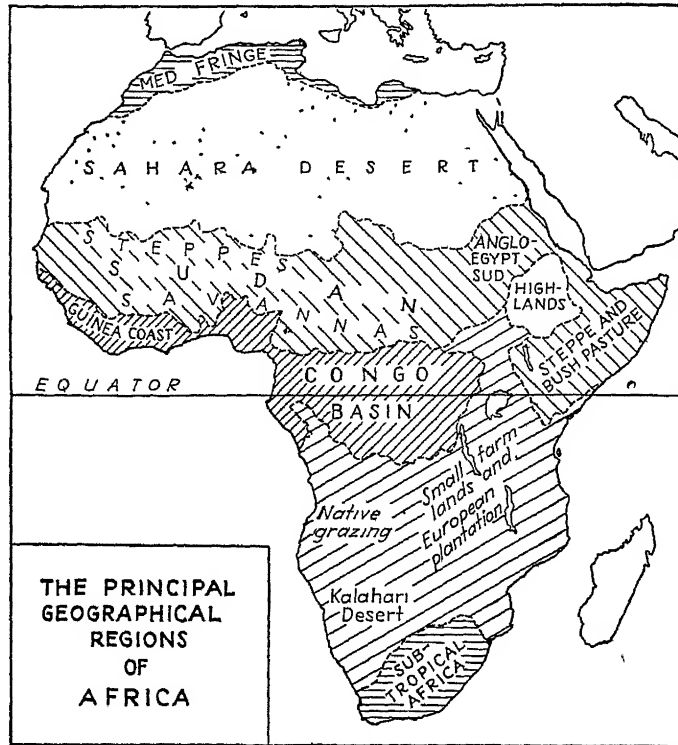 MED FRINGE
SAHARA DESERT
STEPPES
SUDAN
SAVANNAS
ANGLO-
EGYPT
SUD
HIGH-
LANDS
STEPPE AND
BUSH PASTURE
GUINEA COAST
CONGO
BASIN
EQUATOR
Small farm
lands and
European
plantation
Native
grazing
Kalahari
Desert
SUB-
TROPICAL
AFRICA
THE PRINCIPAL
GEOGRAPHICAL
REGIONS
OF
AFRICA